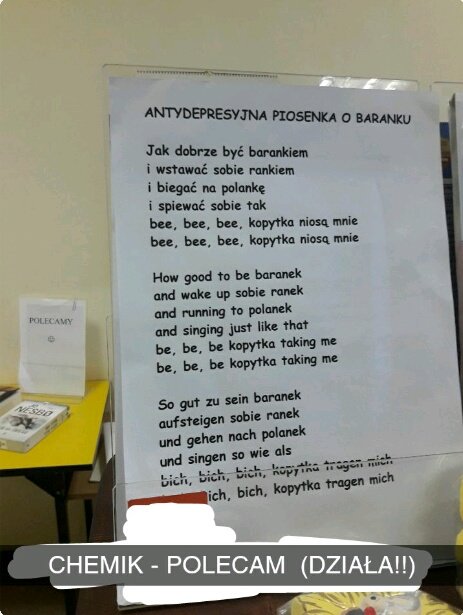 ANTYDEPRESYJNA PIOSENKA O BARANKU
Jak dobrze być barankiem
i wstawać sobie rankiem
i biegać na polankę
i spiewać sobie tak
bee, bee, bee, kopytka niosą mnie
bee, bee, bee, kopytka niosą mnie
How good to be baranek
and wake up sobie ranek
and running to polanek
and singing just like that
be, be, be kopytka taking me
be, be, be kopytka taking me
So gut zu sein baranek
aufsteigen sobie ranek
und gehen nach polanek
und singen so wie als
bich, bich, bich, kopytka tragen mich
bich, kopytka tragen mich
POLECAMY
☺
NESBØ
CHEMIK - POLECAM (DZIAŁA!!)